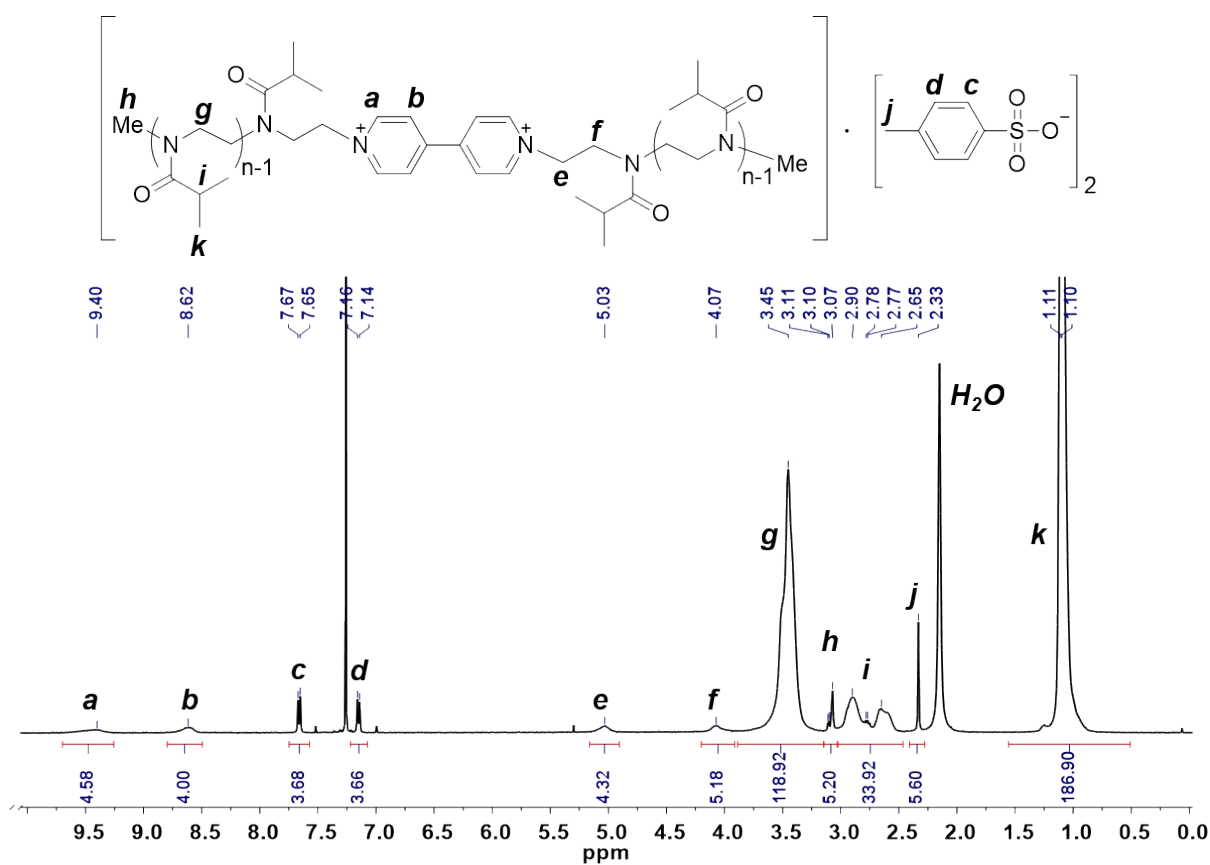 h
Me
g
N
O
i
k
n-1
O
N
a
b
N
+
+
N
e
f
N
O
O
N
n-1
Me
·
j
d
c
O
S
O
O
−
2
9.40
8.62
7.67
7.65
7.16
7.14
5.03
4.07
3.45
3.11
3.10
3.07
2.90
2.78
2.77
2.65
2.33
1.11
1.10
a
b
c
d
e
f
g
h
i
j
H2O
k
4.58
4.00
3.68
3.66
4.32
5.18
118.92
5.20
33.92
5.60
186.90
9.5 9.0 8.5 8.0 7.5 7.0 6.5 6.0 5.5 5.0 4.5 4.0 3.5 3.0 2.5 2.0 1.5 1.0 0.5 0.0
ppm